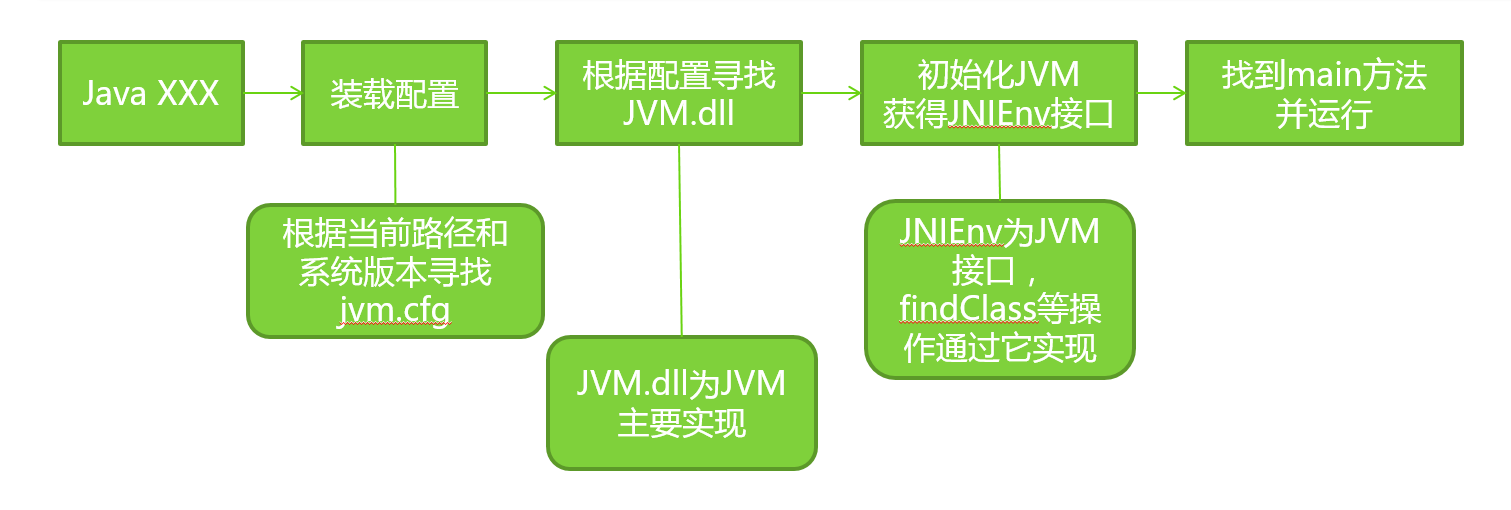 Java XXX
装载配置
根据配置寻找
JVM.dll
初始化JVM
获得JNIEnv接口
找到main方法
并运行
根据当前路径和
系统版本寻找
jvm.cfg
JVM.dll为JVM
主要实现
JNIEnv为JVM
接口，
findClass等操
作通过它实现